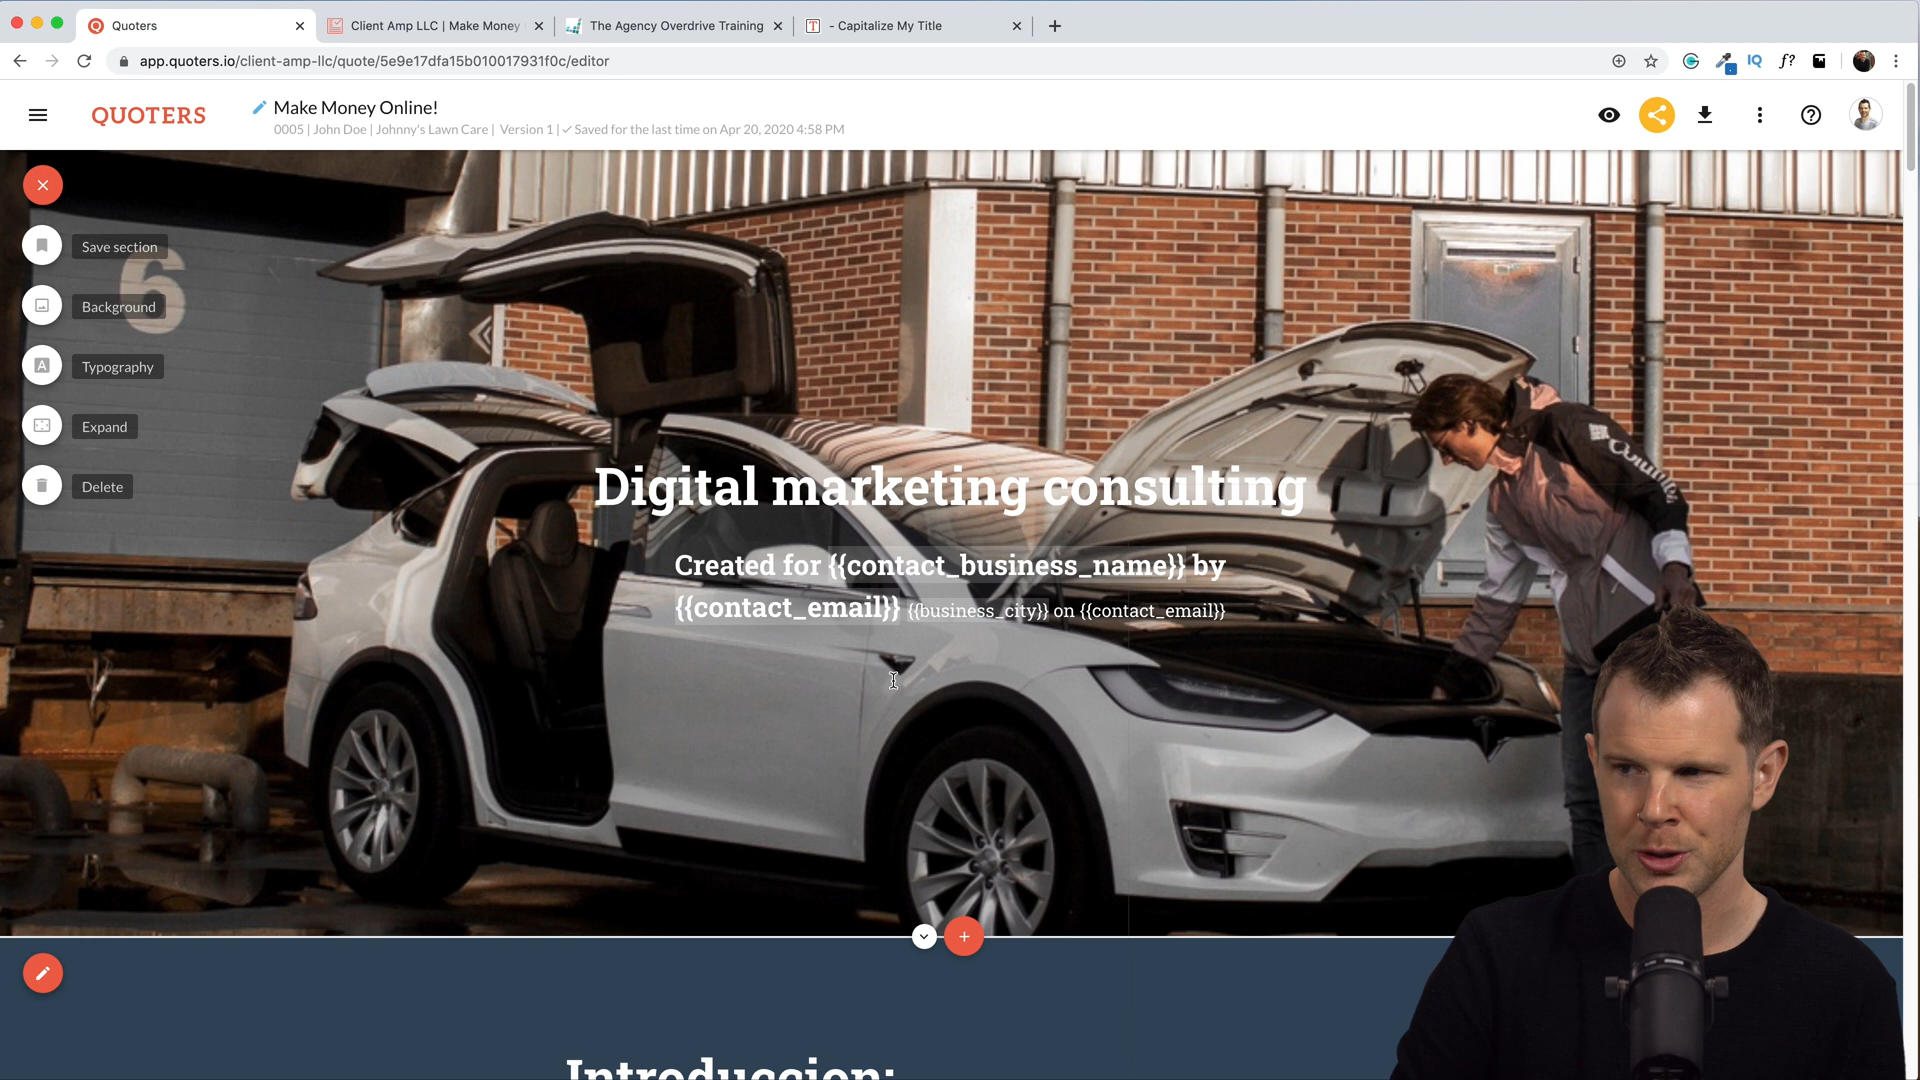 Quoters
Client Amp LLC | Make Money
The Agency Overdrive Training
T
- Capitalize My Title
app.quoters.io/client-amp-llc/quote/5e9e17dfa15b010017931f0c/editor
IQ
f?
QUOTERS
Make Money Online!
0005 | John Doe | Johnny's Lawn Care | Version 1 | ✓ Saved for the last time on Apr 20, 2020 4:58 PM
Save section
6
Background
A
Typography
Expand
Delete
Columbia
Digital marketing consulting
Created for {{contact_business_name}} by
{{contact_email}} {{business_city}} on {{contact_email}}
Introduccion: